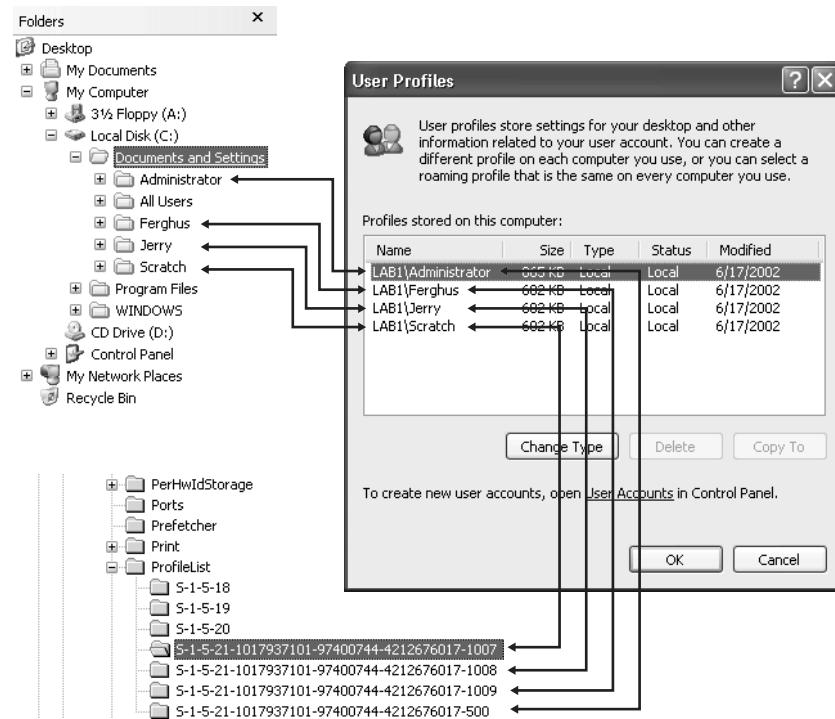 Folders
Desktop
My Documents
My Computer
3½ Floppy (A:)
Local Disk (C:)
Documents and Settings
Administrator
All Users
Ferghus
Jerry
Scratch
Program Files
WINDOWS
CD Drive (D:)
Control Panel
My Network Places
Recycle Bin
User Profiles
User profiles store settings for your desktop and other
information related to your user account. You can create a
different profile on each computer you use, or you can select a
roaming profile that is the same on every computer you use.
Profiles stored on this computer:
Name Size Type Status Modified
LAB1\Administrator 865 KB Local Local 6/17/2002
LAB1\Ferghus 602 KB Local Local 6/17/2002
LAB1\Jerry 602 KB Local Local 6/17/2002
LAB1\Scratch 602 KB Local Local 6/17/2002
Change Type Delete Copy To
To create new user accounts, open User Accounts in Control Panel.
OK Cancel
PerHwIdStorage
Ports
Prefetcher
Print
ProfileList
S-1-5-18
S-1-5-19
S-1-5-20
S-1-5-21-1017937101-97400744-4212676017-1007
S-1-5-21-1017937101-97400744-4212676017-1008
S-1-5-21-1017937101-97400744-4212676017-1009
S-1-5-21-1017937101-97400744-4212676017-500